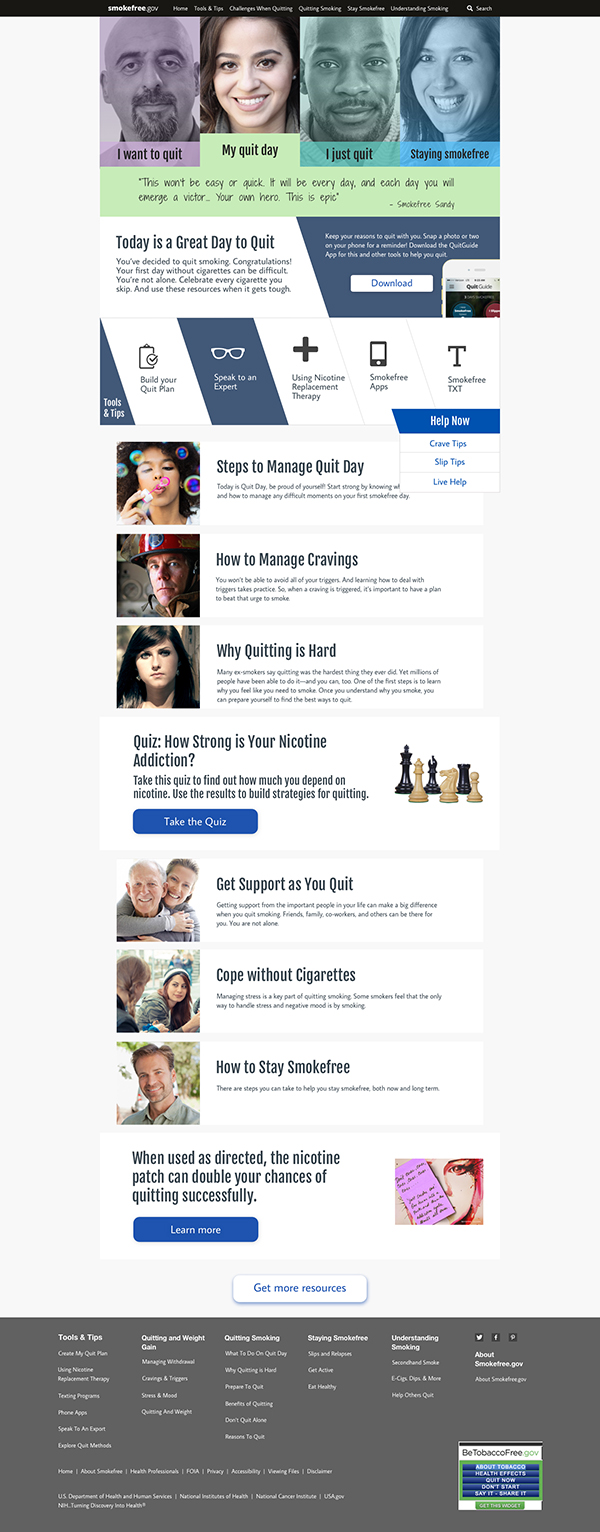 smokefree.gov Home Tools & Tips Challenges When Quitting Quitting Smoking Stay Smokefree Understanding Smoking Search
I want to quit
My quit day
I just quit
Staying smokefree
"This won't be easy or quick. It will be every day, and each day you will
emerge a victor... Your own hero. This is epic"
- Smokefree Sandy
Today is a Great Day to Quit
You've decided to quit smoking. Congratulations!
Your first day without cigarettes can be difficult.
You're not alone. Celebrate every cigarette you
skip. And use these resources when it gets tough.
Keep your reasons to quit with you. Snap a photo or two
on your phone for a reminder! Download the QuitGuide
App for this and other tools to help you quit.
Download
QuitGuide
Tools
& Tips
Build your
Quit Plan
Speak to an
Expert
Using Nicotine
Replacement
Therapy
Smokefree
Apps
Smokefree
TXT
Help Now
Crave Tips
Slip Tips
Live Help
Steps to Manage Quit Day
Today is Quit Day, be proud of yourself! Start strong by knowing
and how to manage any difficult moments on your first smokefree day.
How to Manage Cravings
You won't be able to avoid all of your triggers. And learning how to deal with
triggers takes practice. So, when a craving is triggered, it's important to have a plan
to beat that urge to smoke.
Why Quitting is Hard
Many ex-smokers say quitting was the hardest thing they ever did. Yet millions of
people have been able to do it—and you can, too. One of the first steps is to learn
why you feel like you need to smoke. Once you understand why you smoke, you
can prepare yourself to find the best ways to quit.
Quiz: How Strong is Your Nicotine
Addiction?
Take this quiz to find out how much you depend on
nicotine. Use the results to build strategies for quitting.
Take the Quiz
Get Support as You Quit
Getting support from the important people in your life can make a big difference
when you quit smoking. Friends, family, co-workers, and others can be there for
you. You are not alone.
Cope without Cigarettes
Managing stress is a key part of quitting smoking. Some smokers feel that the only
way to handle stress and negative mood is by smoking.
How to Stay Smokefree
There are steps you can take to help you stay smokefree, both now and long term.
When used as directed, the nicotine
patch can double your chances of
quitting successfully.
Learn more
Get more resources
Tools & Tips
Create My Quit Plan
Using Nicotine
Replacement Therapy
Texting Programs
Phone Apps
Speak To An Expert
Explore Quit Methods
Quitting and Weight
Gain
Managing Withdrawal
Cravings & Triggers
Stress & Mood
Quitting And Weight
Quitting Smoking
What To Do On Quit Day
Why Quitting is Hard
Prepare To Quit
Benefits of Quitting
Don't Quit Alone
Reasons To Quit
Staying Smokefree
Slips and Relapses
Get Active
Eat Healthy
Understanding
Smoking
Secondhand Smoke
E-Cigs, Dips, & More
Help Others Quit
About
Smokefree.gov
About Smokefree.gov
BeTobaccoFree.gov
ABOUT TOBACCO
HEALTH EFFECTS
QUIT NOW
DON'T START
SAY IT - SHARE IT
GET THIS WIDGET
Home | About Smokefree | Health Professionals | FOIA | Privacy | Accessibility | Viewing Files | Disclaimer
U.S. Department of Health and Human Services | National Institutes of Health | National Cancer Institute | USA.gov
NIH...Turning Discovery Into Health®